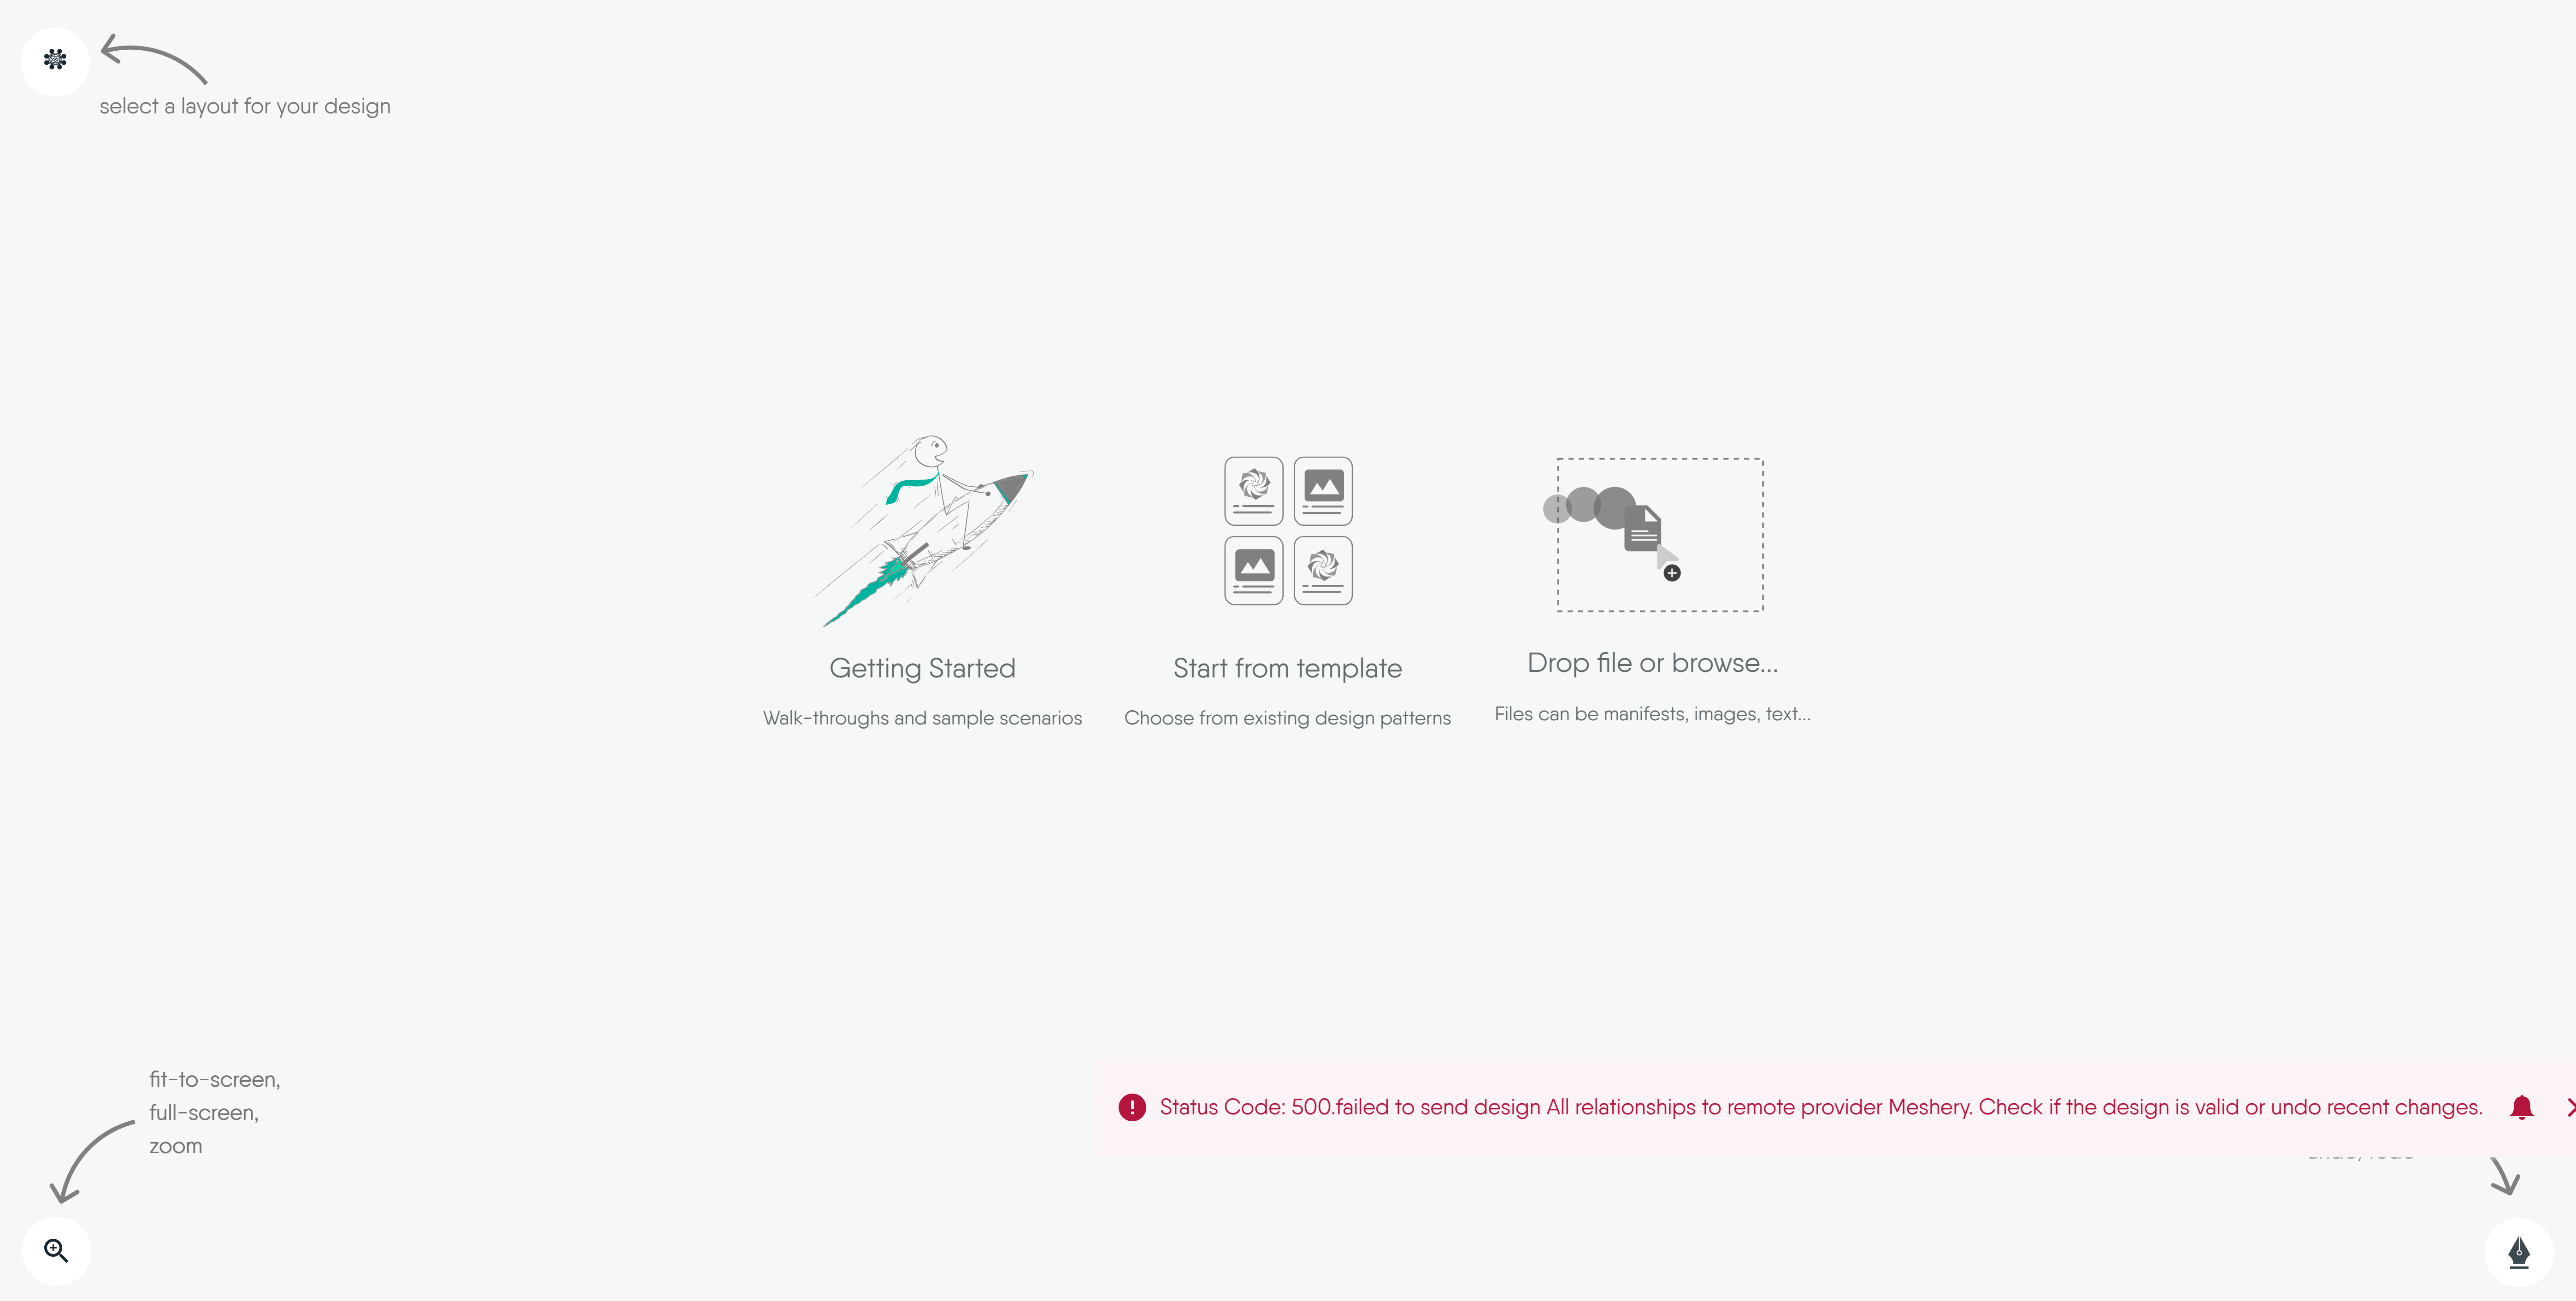 select a layout for your design
Getting Started
Walk-throughs and sample scenarios
Start from template
Choose from existing design patterns
Drop file or browse...
Files can be manifests, images, text...
fit-to-screen,
full-screen,
zoom
Status Code: 500.failed to send design All relationships to remote provider Meshery. Check if the design is valid or undo recent changes.